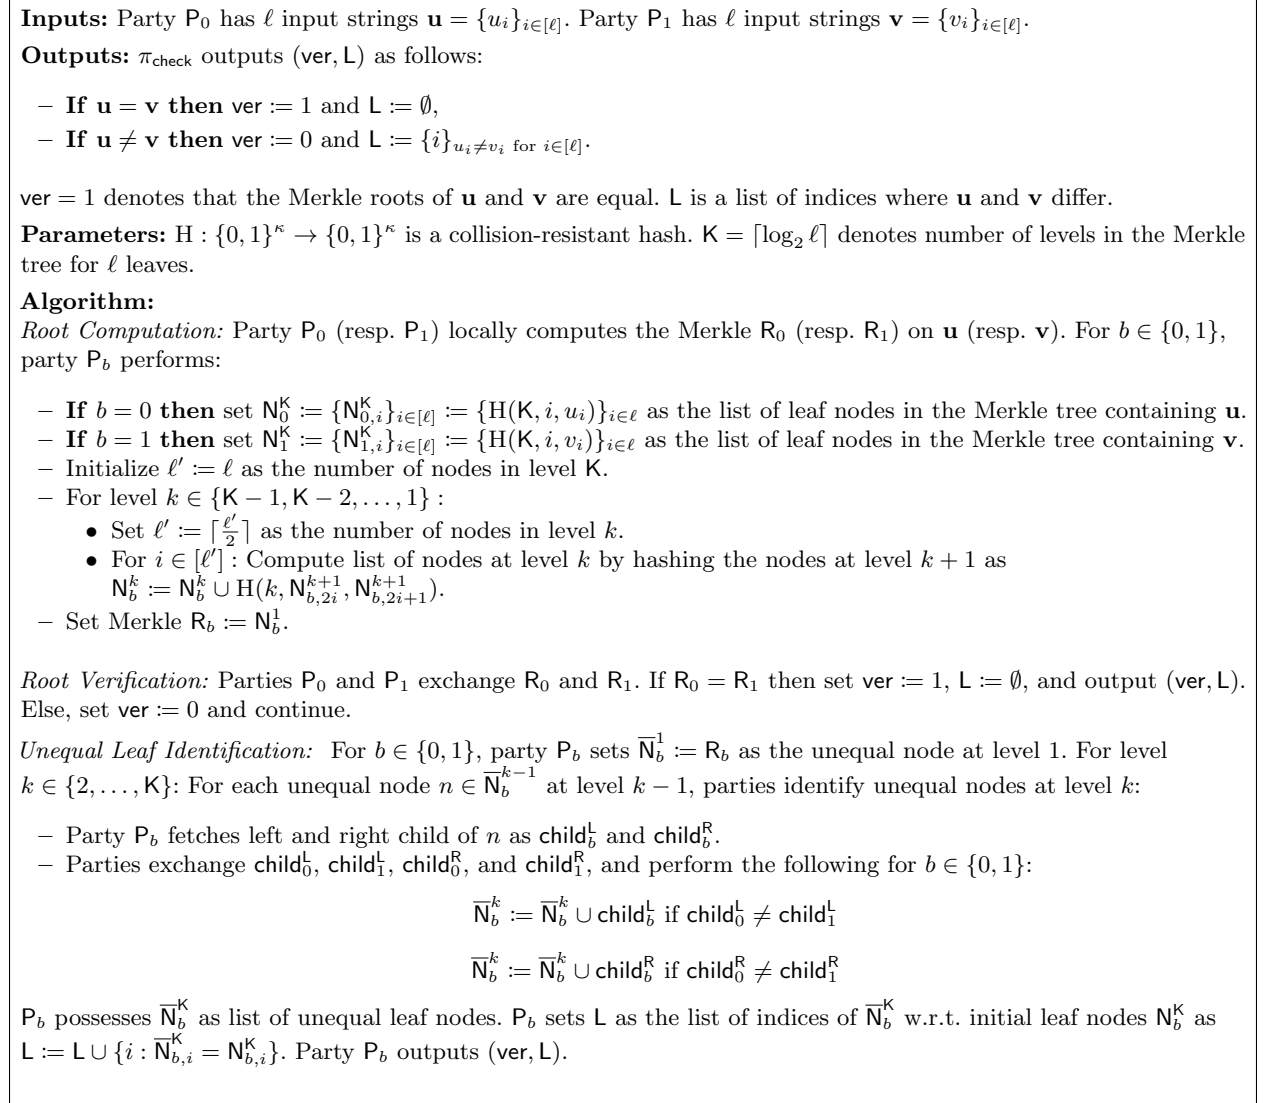 Inputs: Party P₀ has ℓ input strings u = {uᵢ}_{i∈[ℓ]}. Party P₁ has ℓ input strings v = {vᵢ}_{i∈[ℓ]}.
Outputs: π_check outputs (ver, L) as follows:
– If u = v then ver := 1 and L := ∅,
– If u ≠ v then ver := 0 and L := {i}_{uᵢ≠vᵢ for i∈[ℓ]}.
ver = 1 denotes that the Merkle roots of u and v are equal. L is a list of indices where u and v differ.
Parameters: H : {0, 1}^κ → {0, 1}^κ is a collision-resistant hash. K = ⌈log₂ ℓ⌉ denotes number of levels in the Merkle
tree for ℓ leaves.
Algorithm:
Root Computation: Party P₀ (resp. P₁) locally computes the Merkle R₀ (resp. R₁) on u (resp. v). For b ∈ {0, 1},
party P_b performs:
– If b = 0 then set N_0^K := {N_{0,i}^K}_{i∈[ℓ]} := {H(K, i, uᵢ)}_{i∈ℓ} as the list of leaf nodes in the Merkle tree containing u.
– If b = 1 then set N_1^K := {N_{1,i}^K}_{i∈[ℓ]} := {H(K, i, vᵢ)}_{i∈ℓ} as the list of leaf nodes in the Merkle tree containing v.
– Initialize ℓ′ := ℓ as the number of nodes in level K.
– For level k ∈ {K − 1, K − 2, . . . , 1} :
• Set ℓ′ := ⌈ℓ′/2⌉ as the number of nodes in level k.
• For i ∈ [ℓ′] : Compute list of nodes at level k by hashing the nodes at level k + 1 as
N_b^k := N_b^k ∪ H(k, N_{b,2i}^{k+1}, N_{b,2i+1}^{k+1}).
– Set Merkle R_b := N_b^1.
Root Verification: Parties P₀ and P₁ exchange R₀ and R₁. If R₀ = R₁ then set ver := 1, L := ∅, and output (ver, L).
Else, set ver := 0 and continue.
Unequal Leaf Identification: For b ∈ {0, 1}, party P_b sets N̅_b^1 := R_b as the unequal node at level 1. For level
k ∈ {2, . . . , K}: For each unequal node n ∈ N̅_b^{k−1} at level k − 1, parties identify unequal nodes at level k:
– Party P_b fetches left and right child of n as child_b^L and child_b^R.
– Parties exchange child_0^L, child_1^L, child_0^R, and child_1^R, and perform the following for b ∈ {0, 1}:
N̅_b^k := N̅_b^k ∪ child_b^L if child_0^L ≠ child_1^L
N̅_b^k := N̅_b^k ∪ child_b^R if child_0^R ≠ child_1^R
P_b possesses N̅_b^K as list of unequal leaf nodes. P_b sets L as the list of indices of N̅_b^K w.r.t. initial leaf nodes N_b^K as
L := L ∪ {i : N̅_{b,i}^K = N_{b,i}^K}. Party P_b outputs (ver, L).